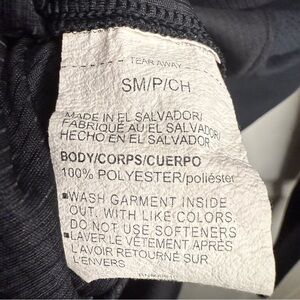 TEAR AWAY
SM/P/CH
MADE IN EL SALVADOR/
FABRIQUÉ AU EL SALVADOR/
HECHO EN EL SALVADOR
BODY/CORPS/CUERPO
100% POLYESTER/poliéster
▪WASH GARMENT INSIDE
OUT, WITH LIKE COLORS.
DO NOT USE SOFTENERS
▪LAVER LE VÊTEMENT APRÈS
L'AVOIR RETOURNÉ SUR
L'ENVERS